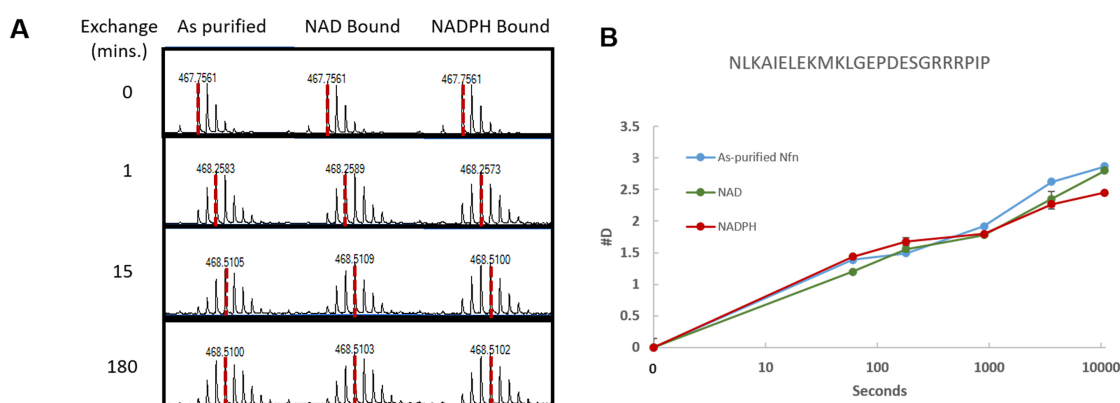 A
Exchange
(mins.)
As purified
NAD Bound
NADPH Bound
0
467.7561
467.7561
467.7561
1
468.2583
468.2589
468.2573
15
468.5105
468.5109
468.5100
180
468.5100
468.5103
468.5102
B
NLKAIELEKMKLGEPDESGRRRPIP
3.5
3
2.5
2
1.5
1
0.5
0
#D
As-purified Nfn
NAD
NADPH
0
10
100
1000
10000
Seconds